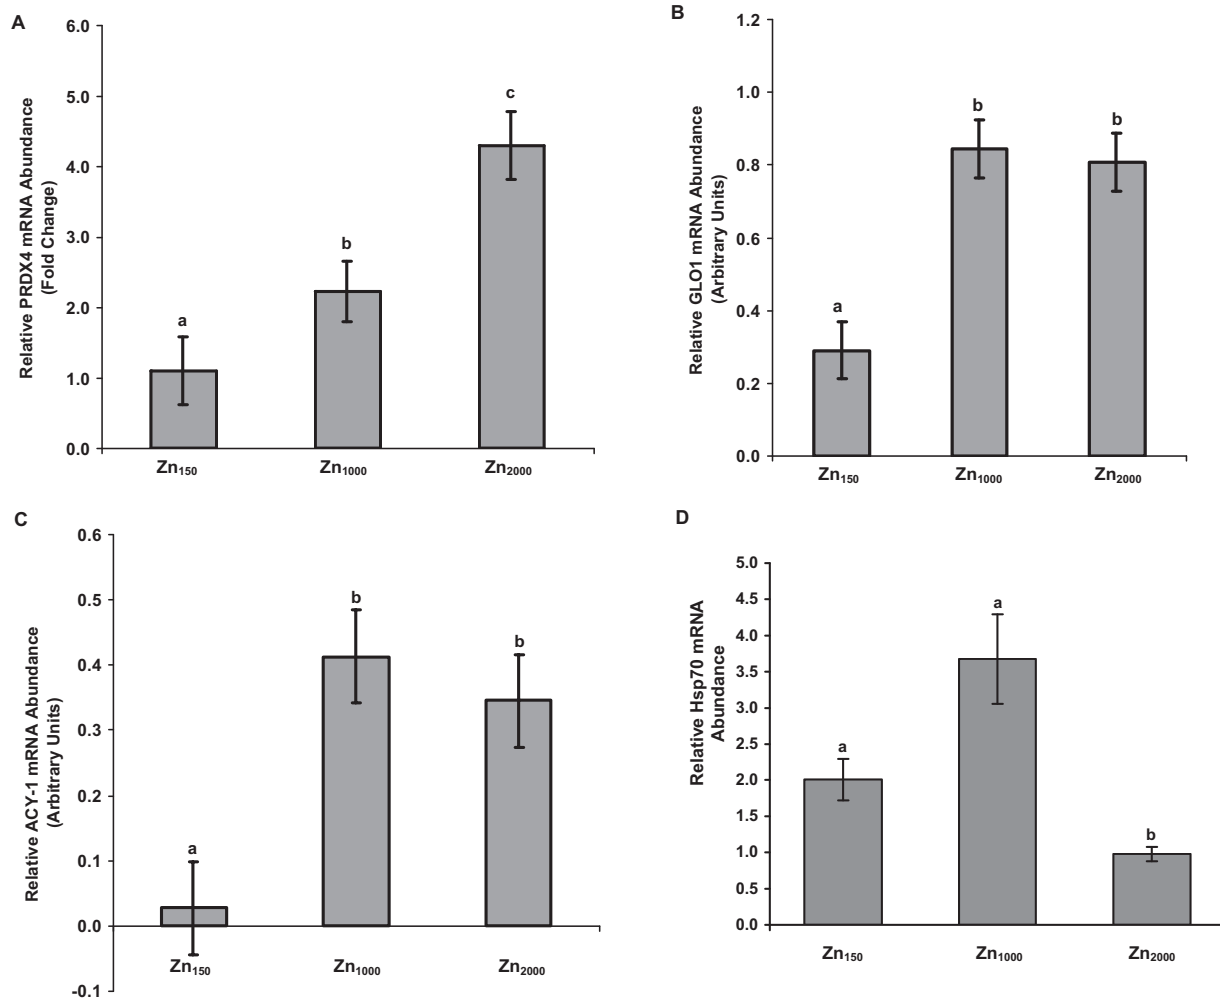 A
Relative PRDX4 mRNA Abundance
(Fold Change)
6.0
5.0
4.0
3.0
2.0
1.0
0.0
a
b
c
Zn150
Zn1000
Zn2000
B
Relative GLO1 mRNA Abundance
(Arbitrary Units)
1.2
1.0
0.8
0.6
0.4
0.2
0.0
a
b
b
Zn150
Zn1000
Zn2000
C
Relative ACY-1 mRNA Abundance
(Arbitrary Units)
0.6
0.5
0.4
0.3
0.2
0.1
0.0
-0.1
a
b
b
Zn150
Zn1000
Zn2000
D
Relative Hsp70 mRNA
Abundance
5.0
4.5
4.0
3.5
3.0
2.5
2.0
1.5
1.0
0.5
0.0
a
a
b
Zn150
Zn1000
Zn2000